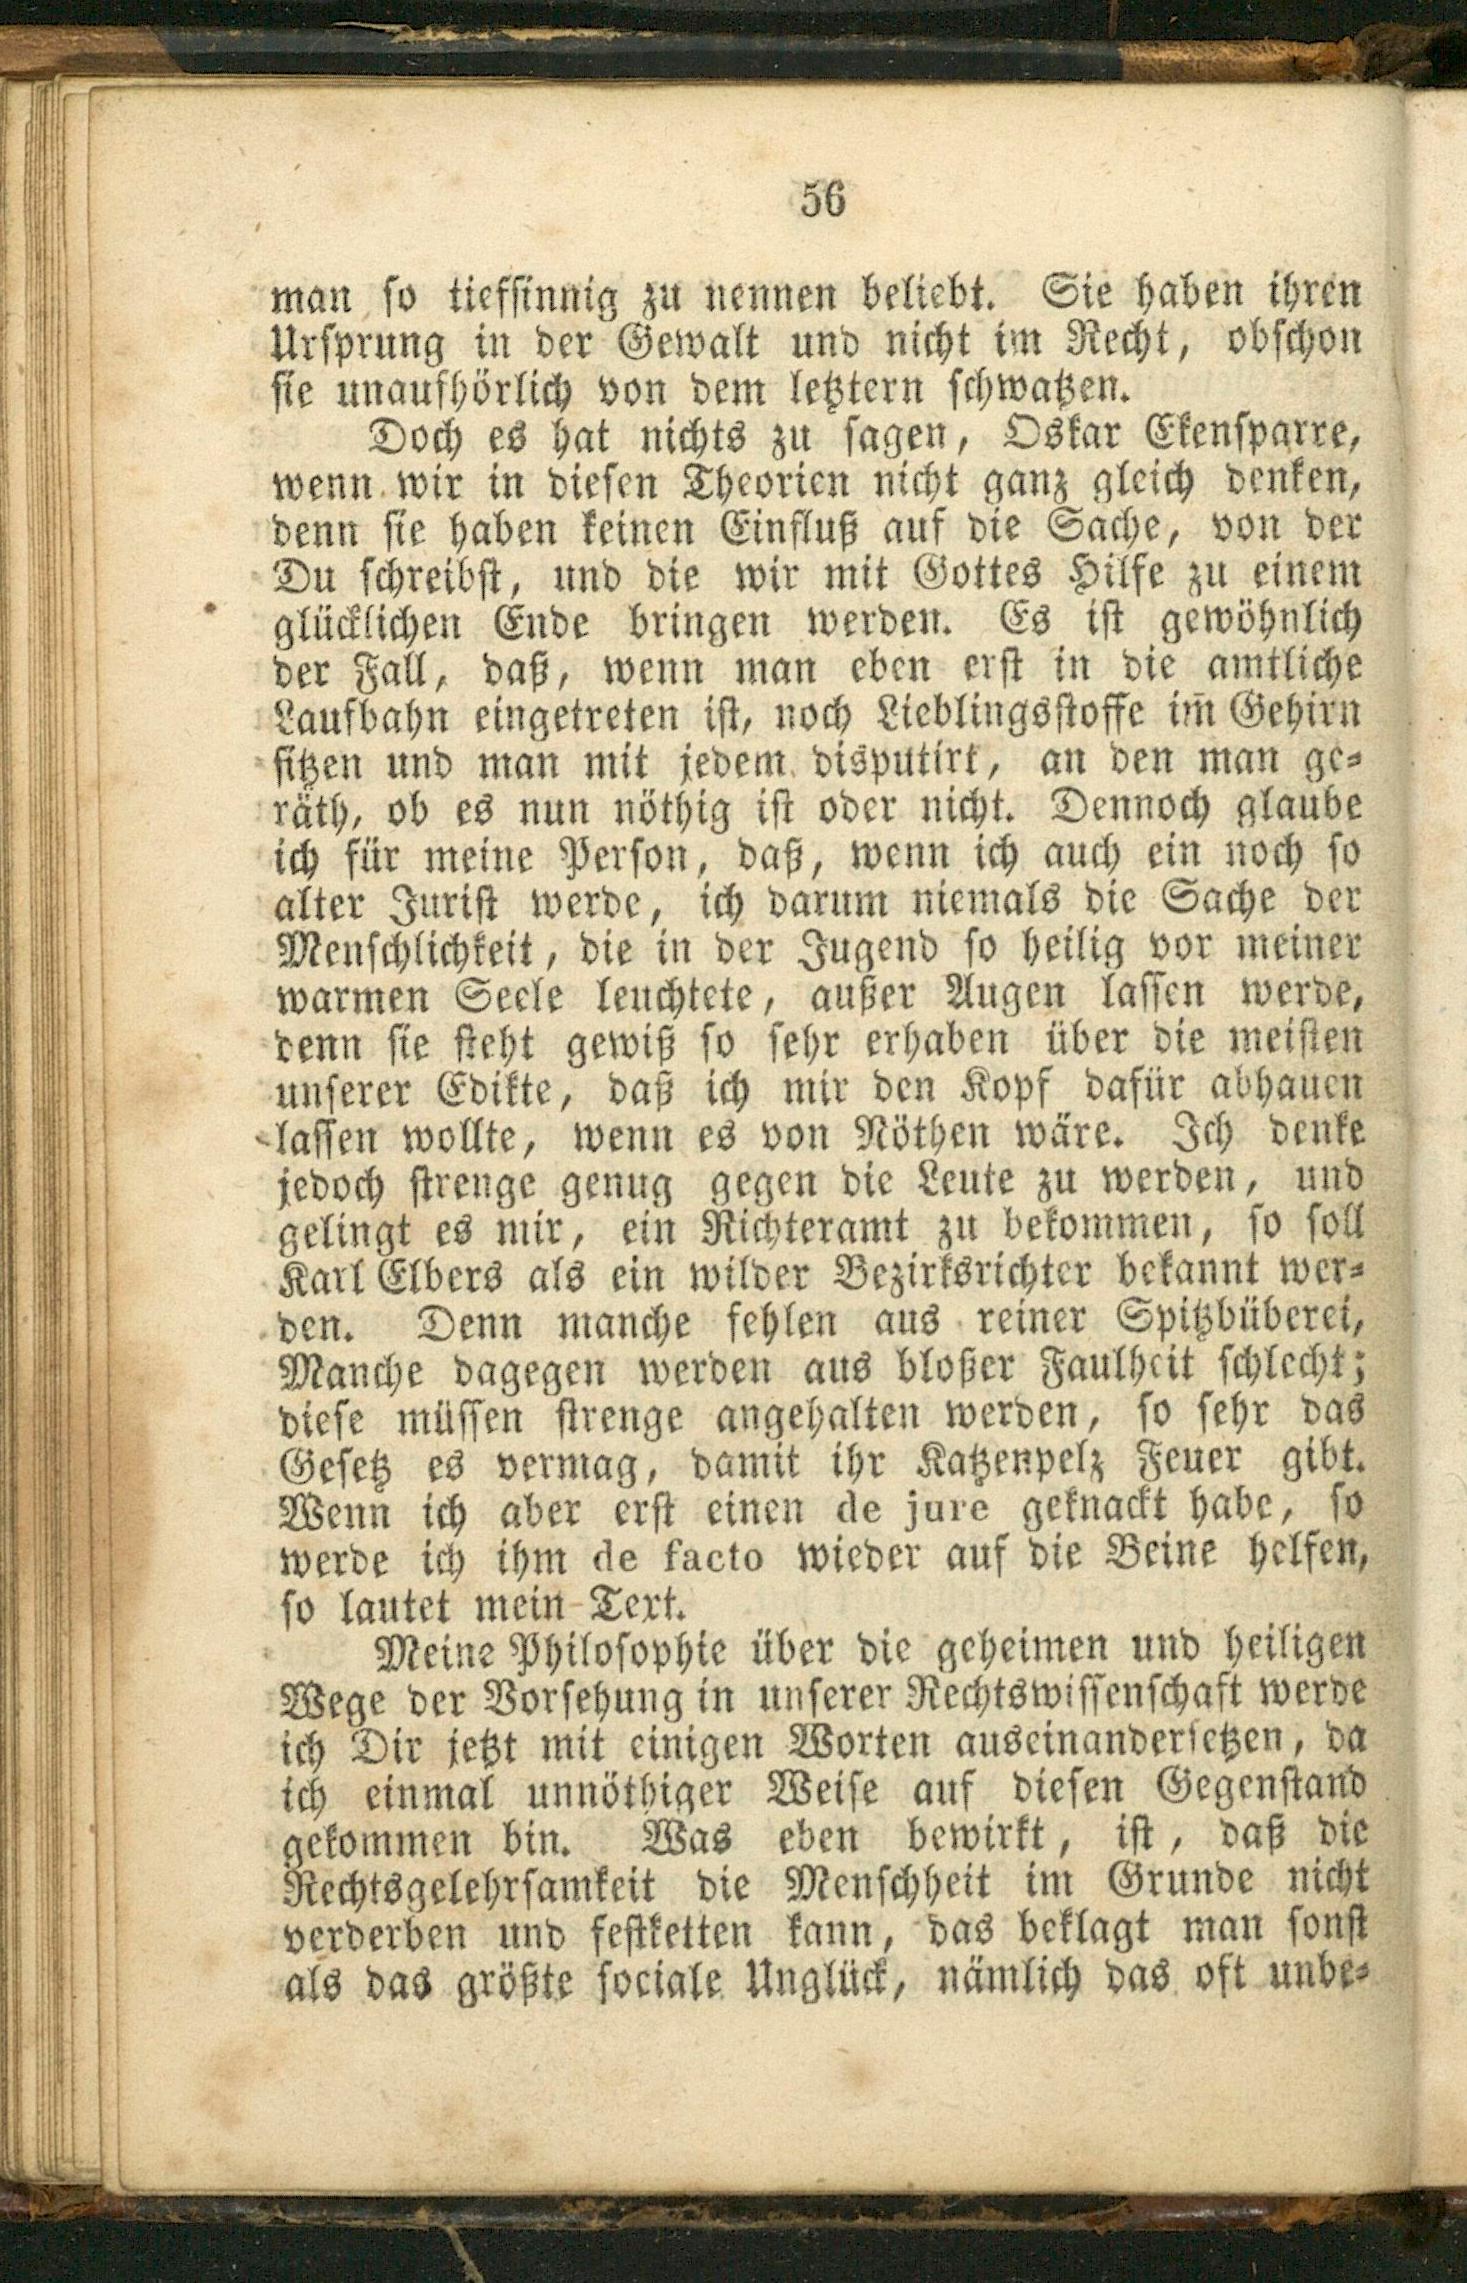 56
man so tiefsinnig zu nennen beliebt. Sie haben ihren
Ursprung in der Gewalt und nicht im Recht, obschon
sie unaufhörlich von dem letztern schwatzen.
Doch es hat nichts zu sagen, Oskar Ekensparre,
wenn wir in diesen Theorien nicht ganz gleich denken,
denn sie haben keinen Einfluß auf die Sache, von der
Du schreibst, und die wir mit Gottes Hilfe zu einem
glücklichen Ende bringen werden. Es ist gewöhnlich
der Fall, daß, wenn man eben erst in die amtliche
Laufbahn eingetreten ist, noch Lieblingsstoffe im̃ Gehirn
sitzen und man mit jedem disputirt, an den man ge-
räth, ob es nun nöthig ist oder nicht. Dennoch glaube
ich für meine Person, daß, wenn ich auch ein noch so
alter Jurist werde, ich darum niemals die Sache der
Menschlichkeit, die in der Jugend so heilig vor meiner
warmen Seele leuchtete, außer Augen lassen werde,
denn sie steht gewiß so sehr erhaben über die meisten
unserer Edikte, daß ich mir den Kopf dafür abhauen
lassen wollte, wenn es von Nöthen wäre. Ich denke
jedoch strenge genug gegen die Leute zu werden, und
gelingt es mir, ein Richteramt zu bekommen, so soll
Karl Elbers als ein wilder Bezirksrichter bekannt wer-
den. Denn manche fehlen aus reiner Spitzbüberei,
Manche dagegen werden aus bloßer Faulheit schlecht;
diese müssen strenge angehalten werden, so sehr das
Gesetz es vermag, damit ihr Katzenpelz Feuer gibt.
Wenn ich aber erst einen de jure geknackt habe, so
werde ich ihm de facto wieder auf die Beine helfen,
so lautet mein Text.
Meine Philosophie über die geheimen und heiligen
Wege der Vorsehung in unserer Rechtswissenschaft werde
ich Dir jetzt mit einigen Worten auseinandersetzen, da
ich einmal unnöthiger Weise auf diesen Gegenstand
gekommen bin. Was eben bewirkt, ist, daß die
Rechtsgelehrsamkeit die Menschheit im Grunde nicht
verderben und festketten kann, das beklagt man sonst
als das größte sociale Unglück, nämlich das oft unbe-